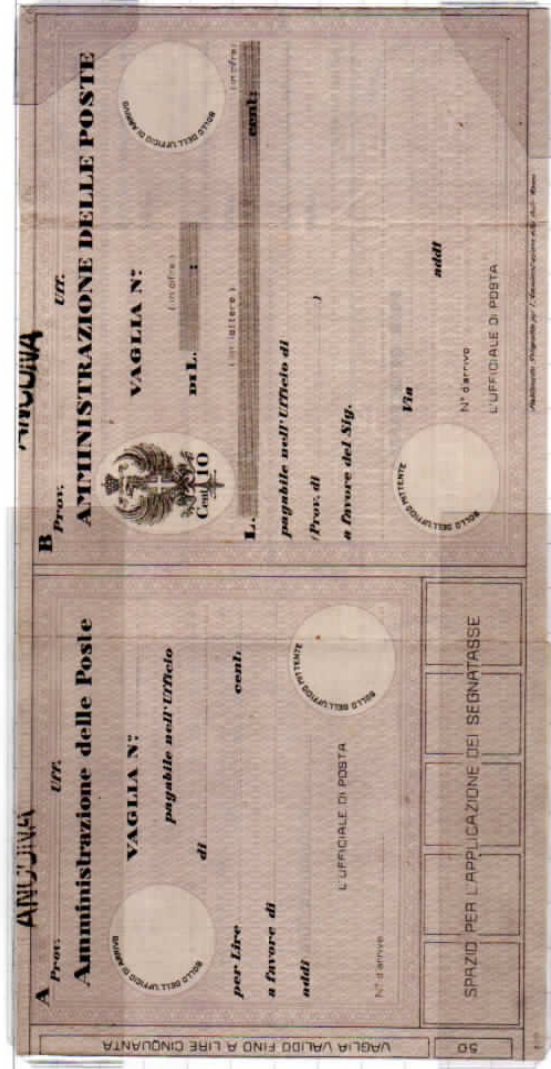 VAGLIA VALIDO FINO A LIRE CINQUANTA
50
ANCONA
A
Prov. Uff.
Amministrazione delle Poste
BOLLO DELL'UFFICIO DI ARRIVO
VAGLIA N°
pagabile nell'Ufficio
di
per Lire cent:
a favore di
addì
L'UFFICIALE DI POSTA
BOLLO DELL'UFFICIO MITTENTE
N° d'arrivo
SPAZIO PER L'APPLICAZIONE DEI SEGNATASSE
ANCONA
B
Prov. Uff.
AMMINISTRAZIONE DELLE POSTE
Cent. 10
VAGLIA N°
BOLLO DELL'UFFICIO DI ARRIVO
DI L. :
(in cifre)
(in lettere) (in cifre)
L. cent:
pagabile nell'Ufficio di
(Prov. di )
a favore del Sig.
Via
addì
BOLLO DELL'UFFICIO MITTENTE
N° d'arrivo
L'UFFICIALE DI POSTA